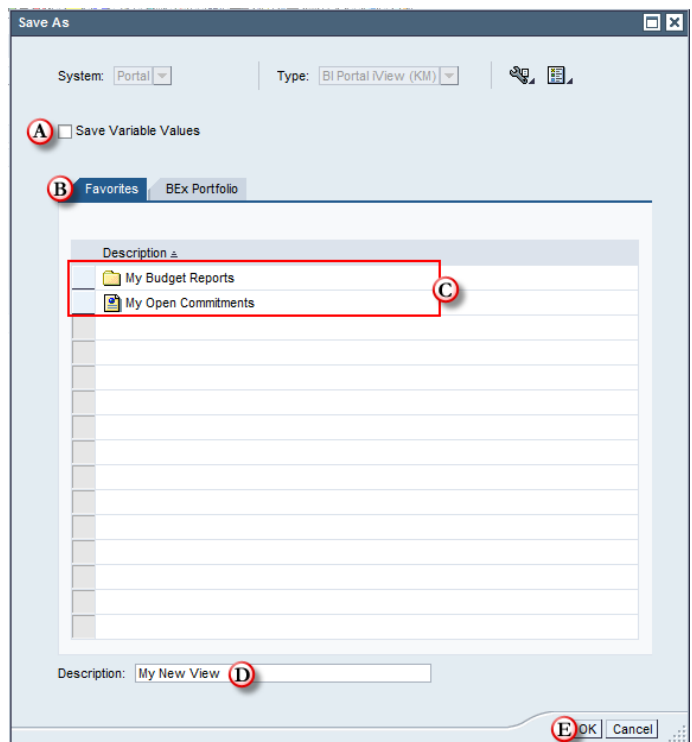 Save As
System: Portal Type: BI Portal iView (KM)
A Save Variable Values
B Favorites BEx Portfolio
Description
My Budget Reports
C
My Open Commitments
Description: My New View D
E OK Cancel